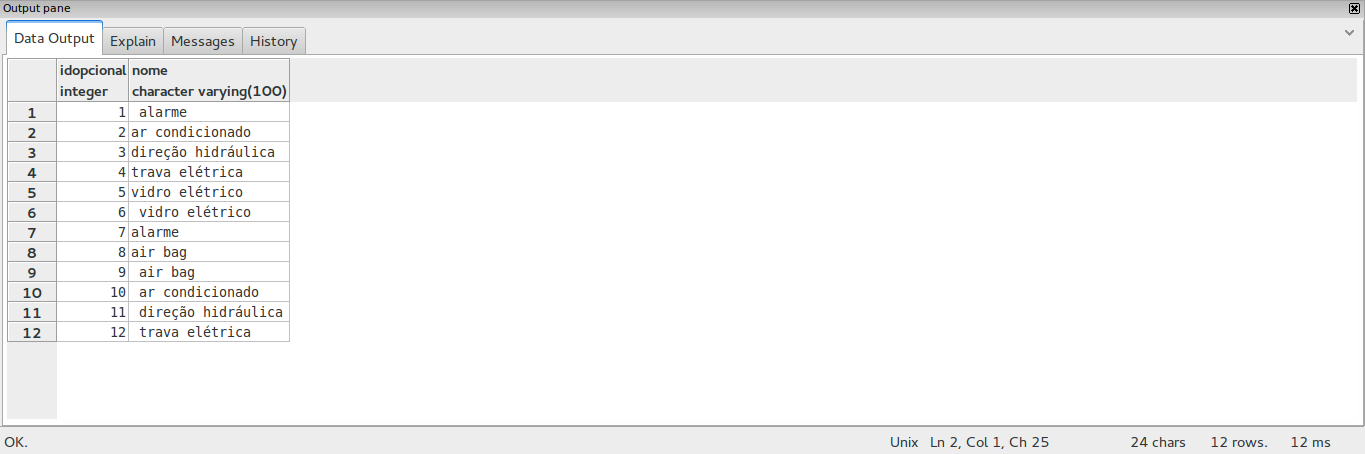 Output pane
Data Output Explain Messages History
idopcional nome
integer character varying(100)
1 1 alarme
2 2 ar condicionado
3 3 direção hidráulica
4 4 trava elétrica
5 5 vidro elétrico
6 6 vidro elétrico
7 7 alarme
8 8 air bag
9 9 air bag
10 10 ar condicionado
11 11 direção hidráulica
12 12 trava elétrica
OK. Unix Ln 2, Col 1, Ch 25 24 chars 12 rows. 12 ms